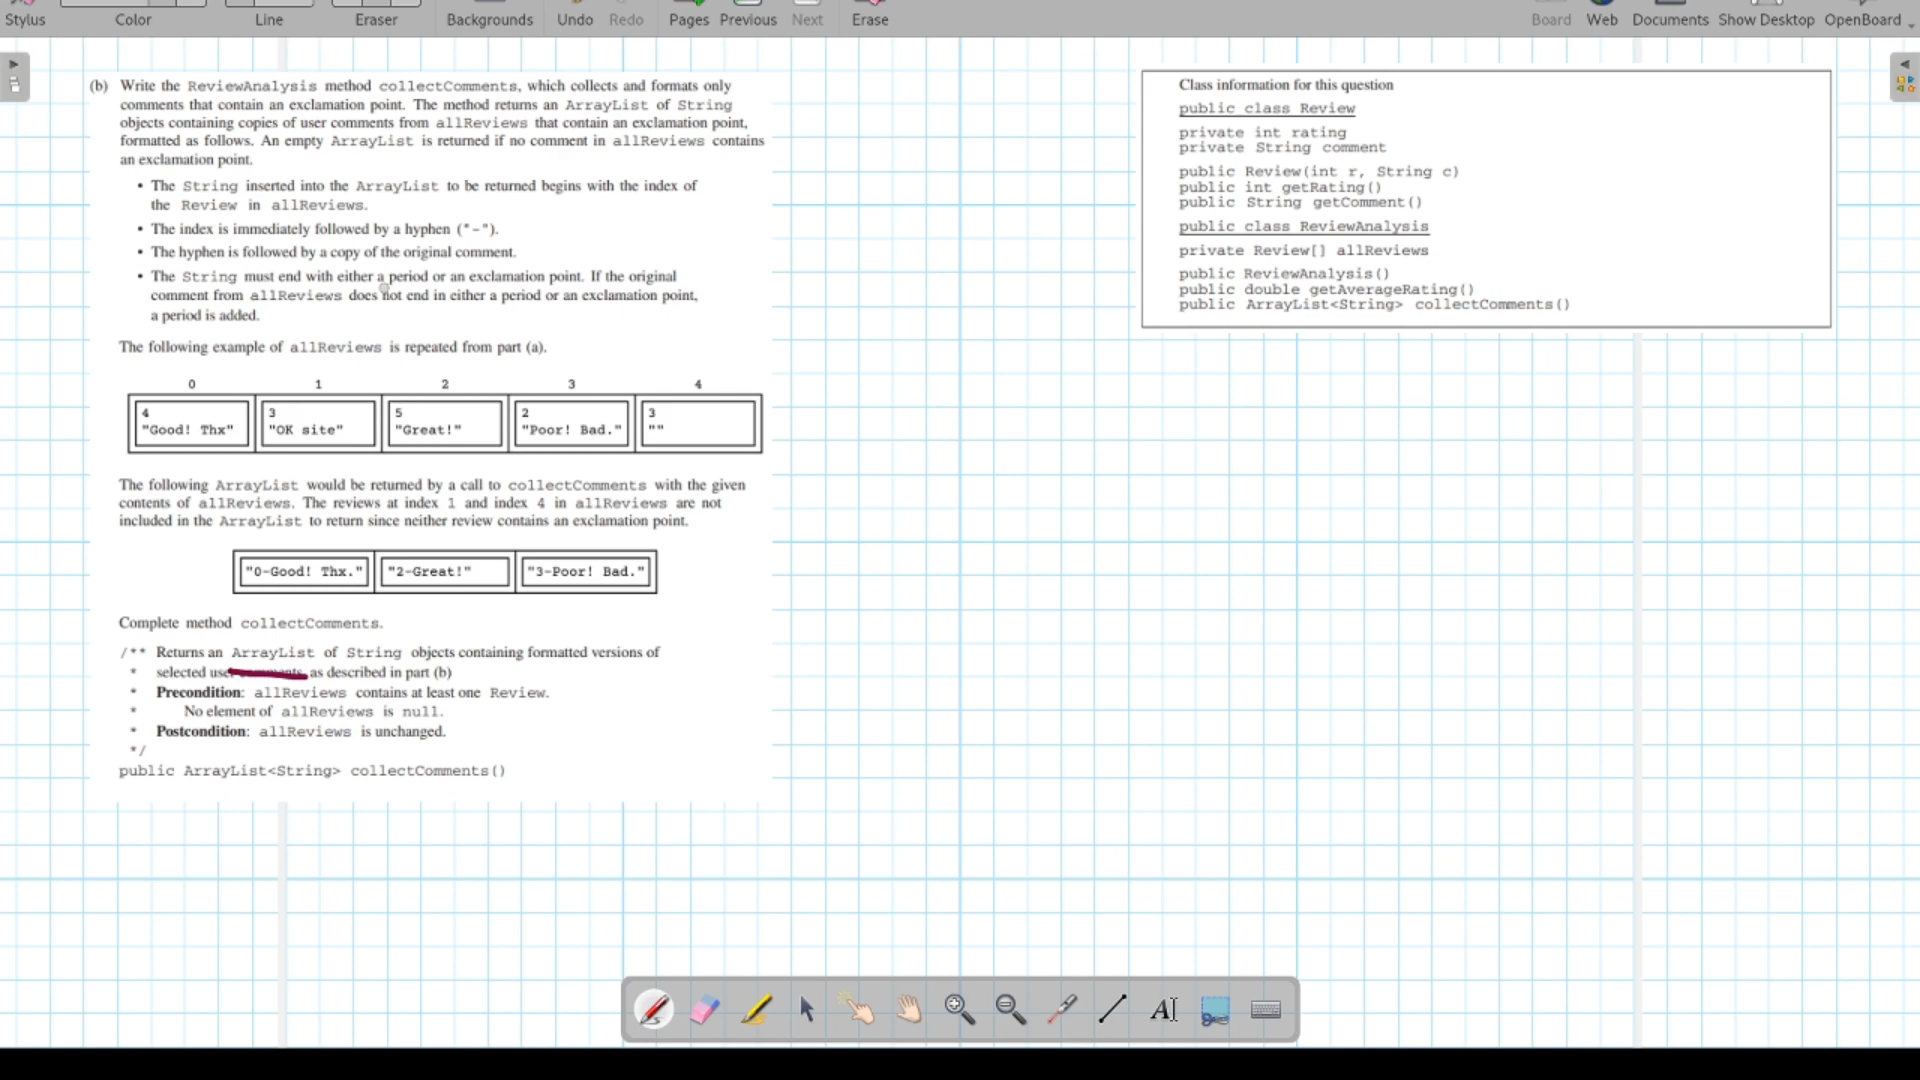 Stylus Color Line Eraser Backgrounds Undo Redo Pages Previous Next Erase Board Web Documents Show Desktop OpenBoard
(b) Write the ReviewAnalysis method collectComments, which collects and formats only
comments that contain an exclamation point. The method returns an ArrayList of String
objects containing copies of user comments from allReviews that contain an exclamation point,
formatted as follows. An empty ArrayList is returned if no comment in allReviews contains
an exclamation point.
• The String inserted into the ArrayList to be returned begins with the index of
the Review in allReviews.
• The index is immediately followed by a hyphen ("-").
• The hyphen is followed by a copy of the original comment.
• The String must end with either a period or an exclamation point. If the original
comment from allReviews does not end in either a period or an exclamation point,
a period is added.
The following example of allReviews is repeated from part (a).
0 1 2 3 4
4 3 5 2 3
"Good! Thx" "OK site" "Great!" "Poor! Bad." ""
The following ArrayList would be returned by a call to collectComments with the given
contents of allReviews. The reviews at index 1 and index 4 in allReviews are not
included in the ArrayList to return since neither review contains an exclamation point.
"0-Good! Thx." "2-Great!" "3-Poor! Bad."
Complete method collectComments.
/** Returns an ArrayList of String objects containing formatted versions of
* selected as described in part (b)
* Precondition: allReviews contains at least one Review.
* No element of allReviews is null.
* Postcondition: allReviews is unchanged.
*/
public ArrayList<String> collectComments()
Class information for this question
public class Review
private int rating
private String comment
public Review(int r, String c)
public int getRating()
public String getComment()
public class ReviewAnalysis
private Review[] allReviews
public ReviewAnalysis()
public double getAverageRating()
public ArrayList<String> collectComments()